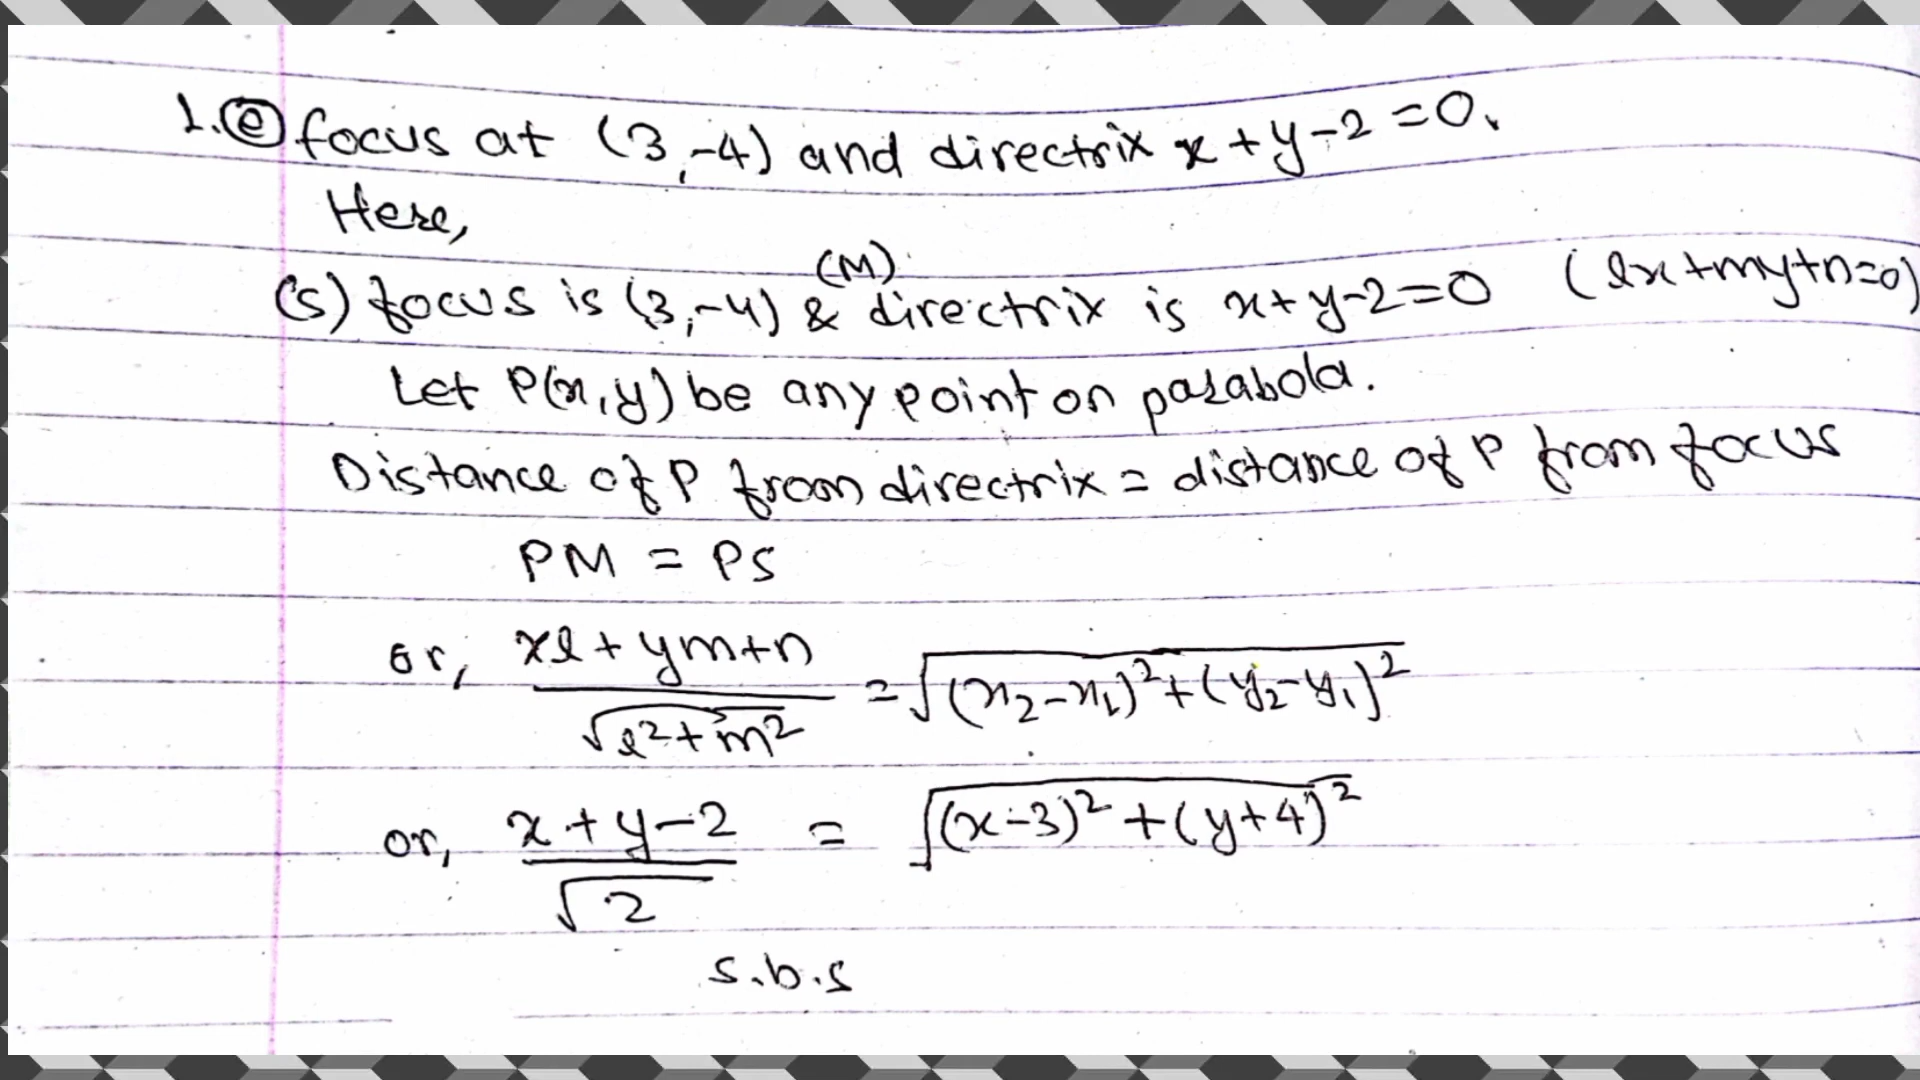 1.(e) focus at (3,-4) and directrix x+y-2=0.
Here,
(M)
(s) focus is (3,-4) & directrix is x+y-2=0 (lx+my+n=0)
Let P(x,y) be any point on parabola.
Distance of P from directrix = distance of P from focus
PM = PS
or, xl+ym+n / √l²+m² = √(x₂-x₁)²+(y₂-y₁)²
or, x+y-2 / √2 = √(x-3)²+(y+4)²
s.b.s